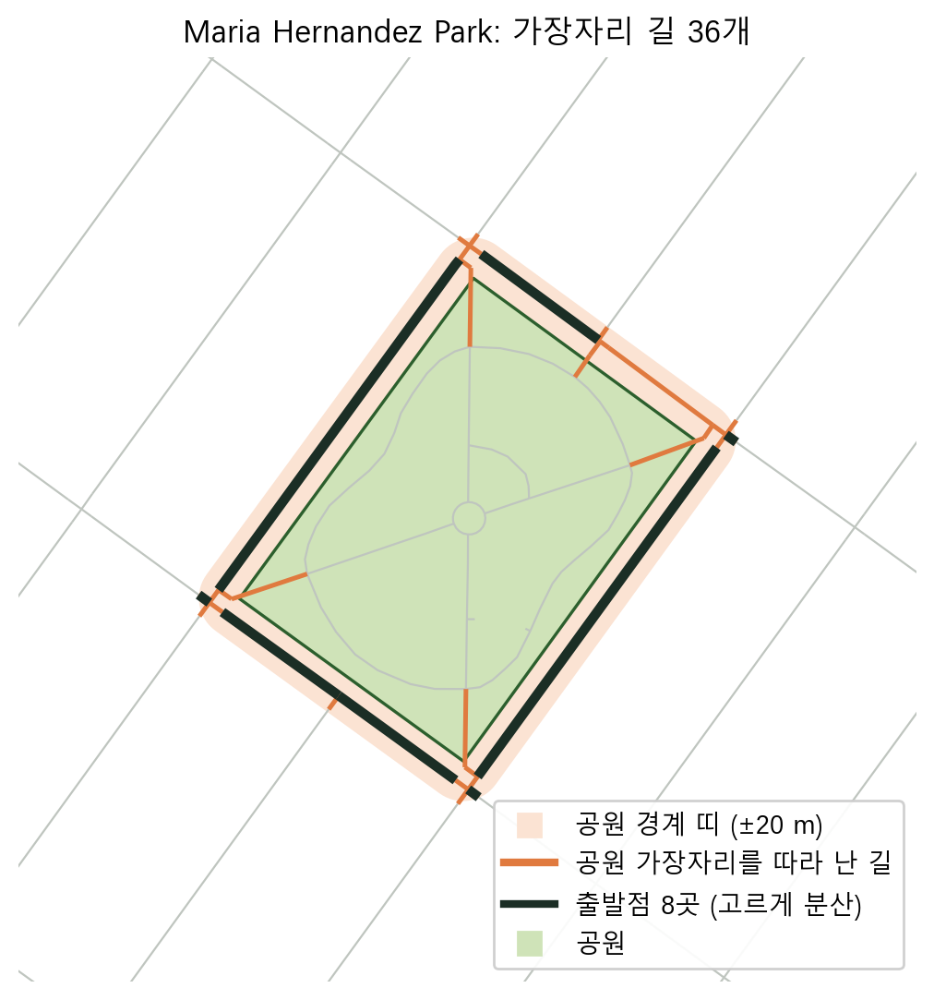 Maria Hernandez Park: 가장자리 길 36개
공원 경계 띠 (±20 m)
공원 가장자리를 따라 난 길
출발점 8곳 (고르게 분산)
공원